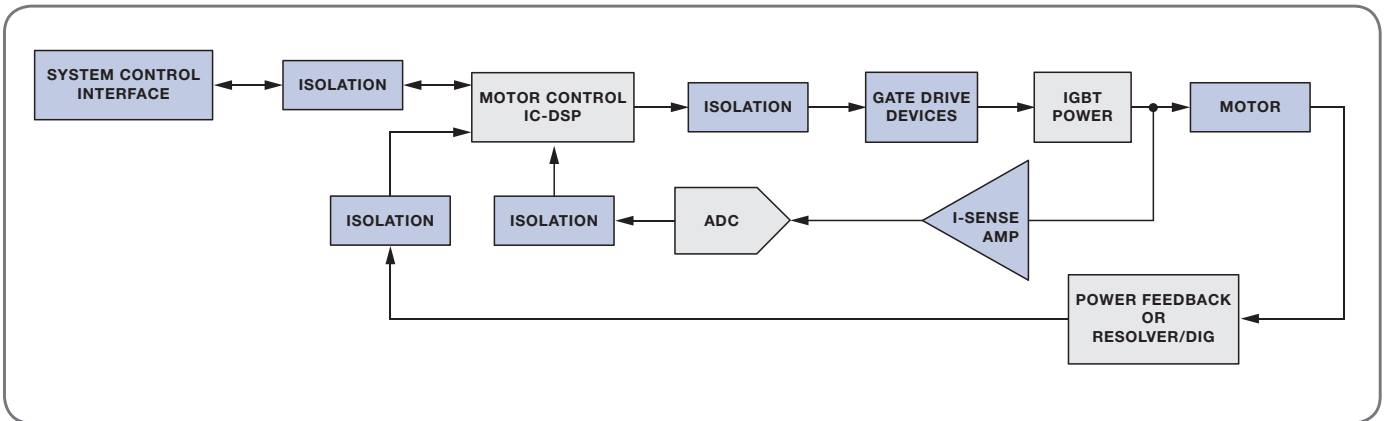 SYSTEM CONTROL
INTERFACE
ISOLATION
MOTOR CONTROL
IC-DSP
ISOLATION
GATE DRIVE
DEVICES
IGBT
POWER
MOTOR
ISOLATION
ISOLATION
ADC
I-SENSE
AMP
POWER FEEDBACK
OR
RESOLVER/DIG